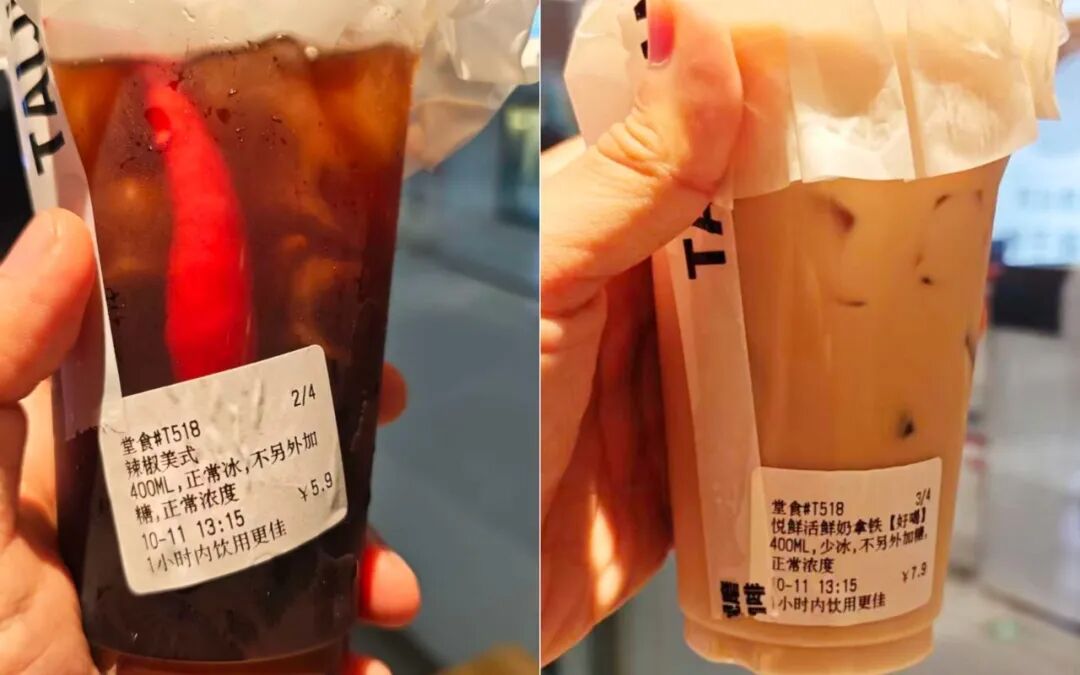 TAU
2/4
堂食#T518
辣椒美式
400ML,正常冰,不另外加
糖,正常浓度
¥5.9
10-11 13:15
1小时内饮用更佳
TAU
3/4
堂食#T518
悦鲜活鲜奶拿铁【好喝】
400ML,少冰,不另外加糖,
正常浓度
¥7.9
10-11 13:15
1小时内饮用更佳